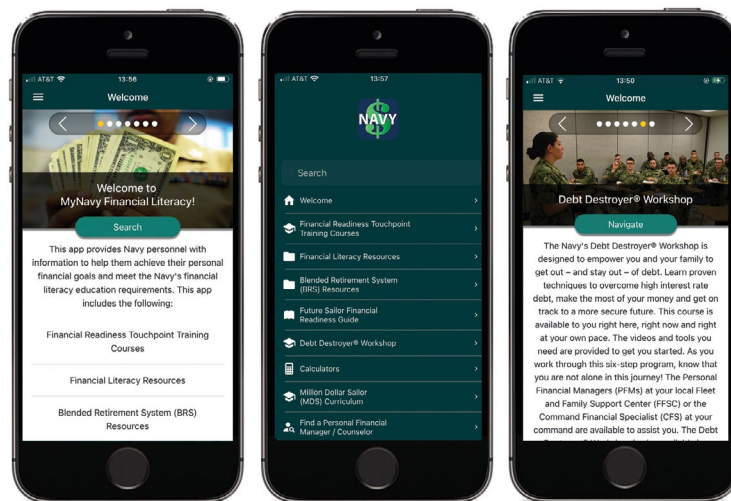 AT&T 13:56
Welcome
Welcome to
MyNavy Financial Literacy!
Search
This app provides Navy personnel with
information to help them achieve their personal
financial goals and meet the Navy's financial
literacy education requirements. This app
includes the following:
Financial Readiness Touchpoint Training
Courses
Financial Literacy Resources
Blended Retirement System (BRS)
Resources
AT&T 13:57
NAVY
Search
Welcome
Financial Readiness Touchpoint
Training Courses
Financial Literacy Resources
Blended Retirement System
(BRS) Resources
Future Sailor Financial
Readiness Guide
Debt Destroyer® Workshop
Calculators
Million Dollar Sailor
(MDS) Curriculum
Find a Personal Financial
Manager / Counselor
AT&T 13:50
Welcome
Debt Destroyer® Workshop
Navigate
The Navy's Debt Destroyer® Workshop is
designed to empower you and your family to
get out – and stay out – of debt. Learn proven
techniques to overcome high interest rate
debt, make the most of your money and get on
track to a more secure future. This course is
available to you right here, right now and right
at your own pace. The videos and tools you
need are provided to get you started. As you
work through this six-step program, know that
you are not alone in this journey! The Personal
Financial Managers (PFMs) at your local Fleet
and Family Support Center (FFSC) or the
Command Financial Specialist (CFS) at your
command are available to assist you. The Debt